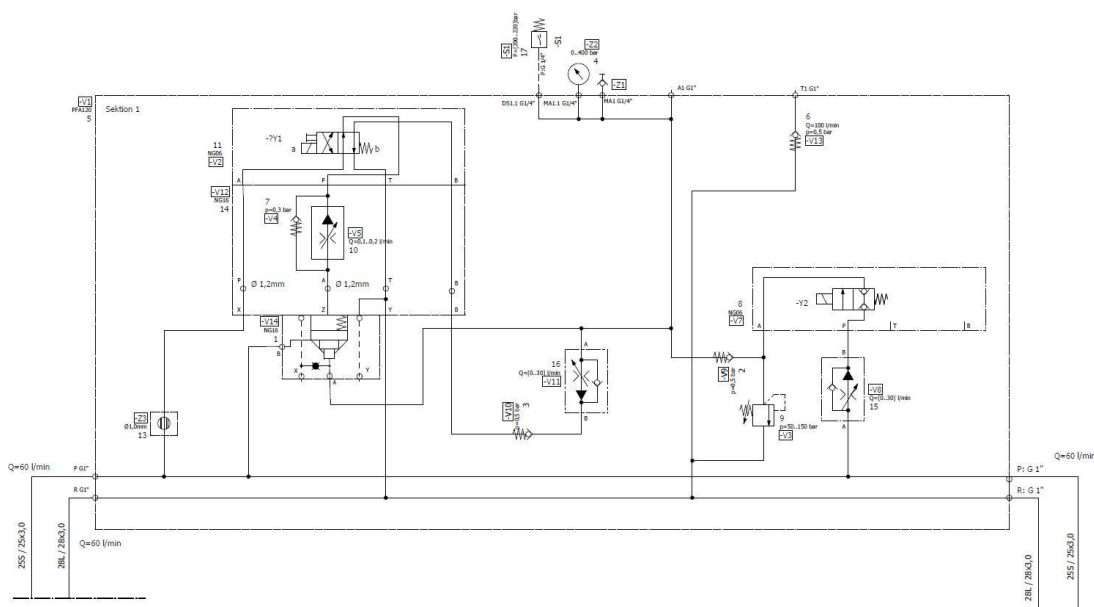 -S1
P=(200..220)bar
17
-S1
P:G 1/4"
-Z2
0..400 bar
4
-Z1
DS1.1 G1/4"
MA1.1 G1/4"
MA1 G1/4"
A1 G1"
T1 G1"
-V1
PFA120
5
Sektion 1
11
NG06
-V2
-?Y1
a
b
A
P
T
B
-V12
NG16
14
7
p=0,3 bar
-V4
-V5
Q=0,1..0,2 l/min
10
P
Ø 1,2mm
A
Ø 1,2mm
T
B
X
Z
Y
B
-V14
NG16
1
B
X
A
Y
6
Q=100 l/min
p=0,5 bar
-V13
8
NG06
-V7
-Y2
A
P
T
B
-V9
p=0,5 bar
2
16
Q=(0..30) l/min
-V11
A
B
-V10
p=0,5 bar
3
9
p=50..150 bar
-V3
B
-V8
Q=(0..30) l/min
15
A
-Z3
Ø1,0mm
13
Q=60 l/min
P G1"
R G1"
Q=60 l/min
25S / 25x3,0
28L / 28x3,0
Q=60 l/min
P: G 1"
R: G 1"
28L / 28x3,0
25S / 25x3,0